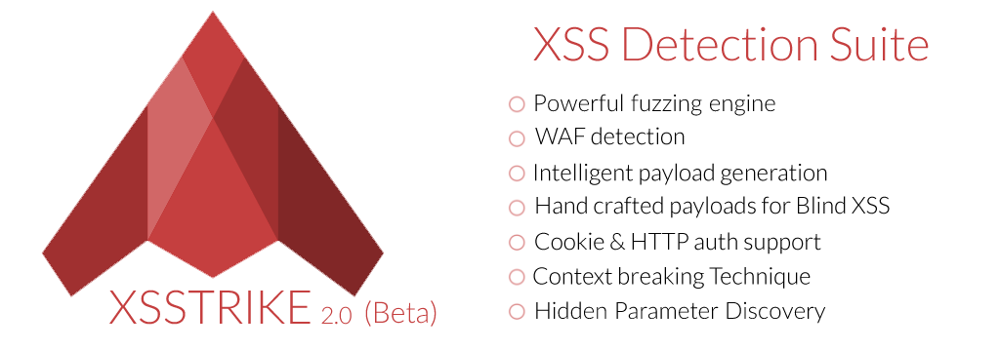 XSSTRIKE 2.0 (Beta)
XSS Detection Suite
Powerful fuzzing engine
WAF detection
Intelligent payload generation
Hand crafted payloads for Blind XSS
Cookie & HTTP auth support
Context breaking Technique
Hidden Parameter Discovery